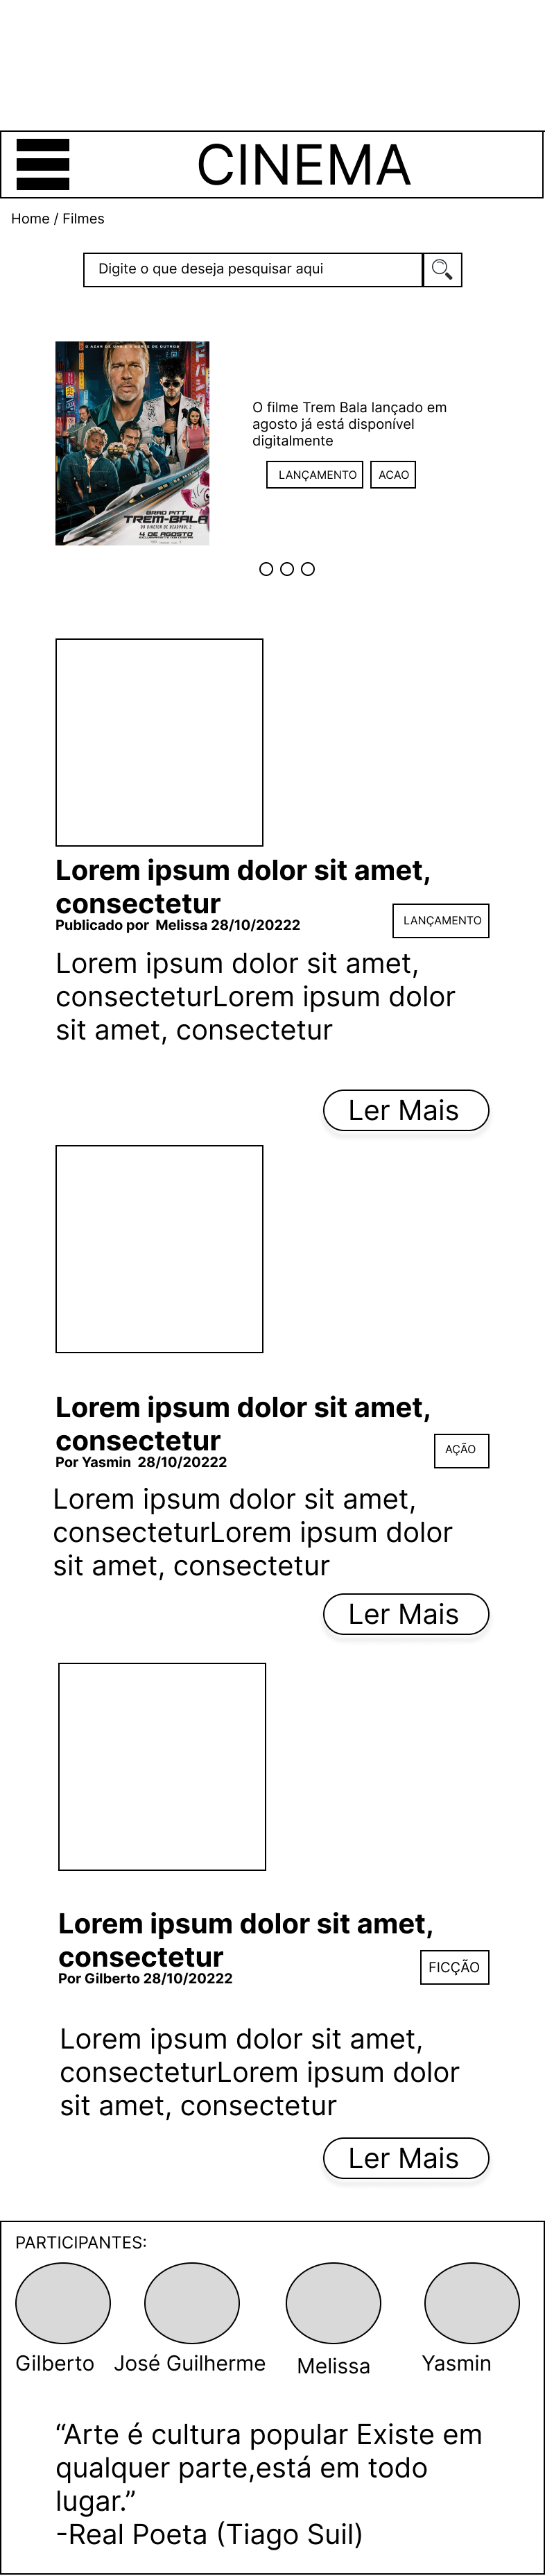 CINEMA
Home / Filmes
Digite o que deseja pesquisar aqui
O AZAR DE UNS É A SORTE DE OUTROS
BRAD PITT
TREM-BALA
DO DIRETOR DE DEADPOOL 2
4 DE AGOSTO
O filme Trem Bala lançado em
agosto já está disponível
digitalmente
LANÇAMENTO ACAO
Lorem ipsum dolor sit amet,
consectetur
Publicado por Melissa 28/10/20222
LANÇAMENTO
Lorem ipsum dolor sit amet,
consecteturLorem ipsum dolor
sit amet, consectetur
Ler Mais
Lorem ipsum dolor sit amet,
consectetur
Por Yasmin 28/10/20222
AÇÃO
Lorem ipsum dolor sit amet,
consecteturLorem ipsum dolor
sit amet, consectetur
Ler Mais
Lorem ipsum dolor sit amet,
consectetur
Por Gilberto 28/10/20222
FICÇÃO
Lorem ipsum dolor sit amet,
consecteturLorem ipsum dolor
sit amet, consectetur
Ler Mais
PARTICIPANTES:
Gilberto José Guilherme Melissa Yasmin
“Arte é cultura popular Existe em
qualquer parte,está em todo
lugar.”
-Real Poeta (Tiago Suil)